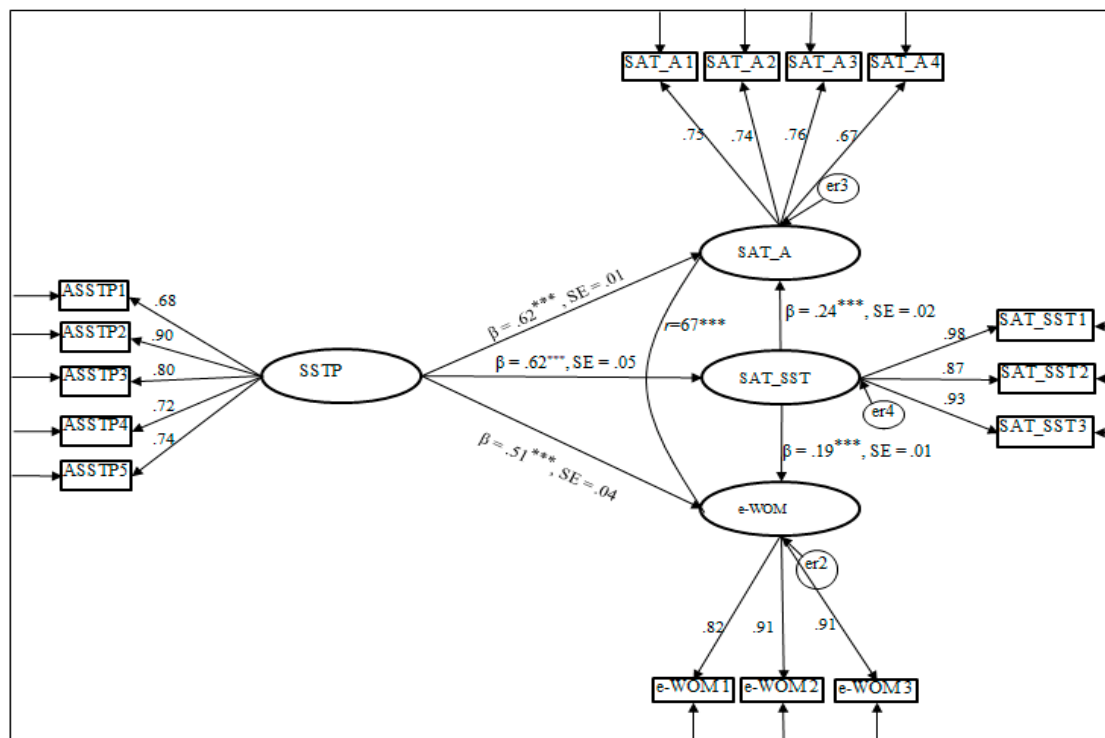 SAT_A 1 SAT_A 2 SAT_A 3 SAT_A 4
.75 .74 .76 .67
er3
SAT_A
β = .62***, SE = .01
r=67***
β = .24***, SE = .02
ASSTP1
ASSTP2
ASSTP3
ASSTP4
ASSTP5
.68
.90
.80
.72
.74
SSTP
β = .62***, SE = .05
SAT_SST
er4
.98
.87
.93
SAT_SST1
SAT_SST2
SAT_SST3
β = .51***, SE = .04
β = .19***, SE = .01
e-WOM
er2
.82 .91 .91
e-WOM 1 e-WOM 2 e-WOM 3